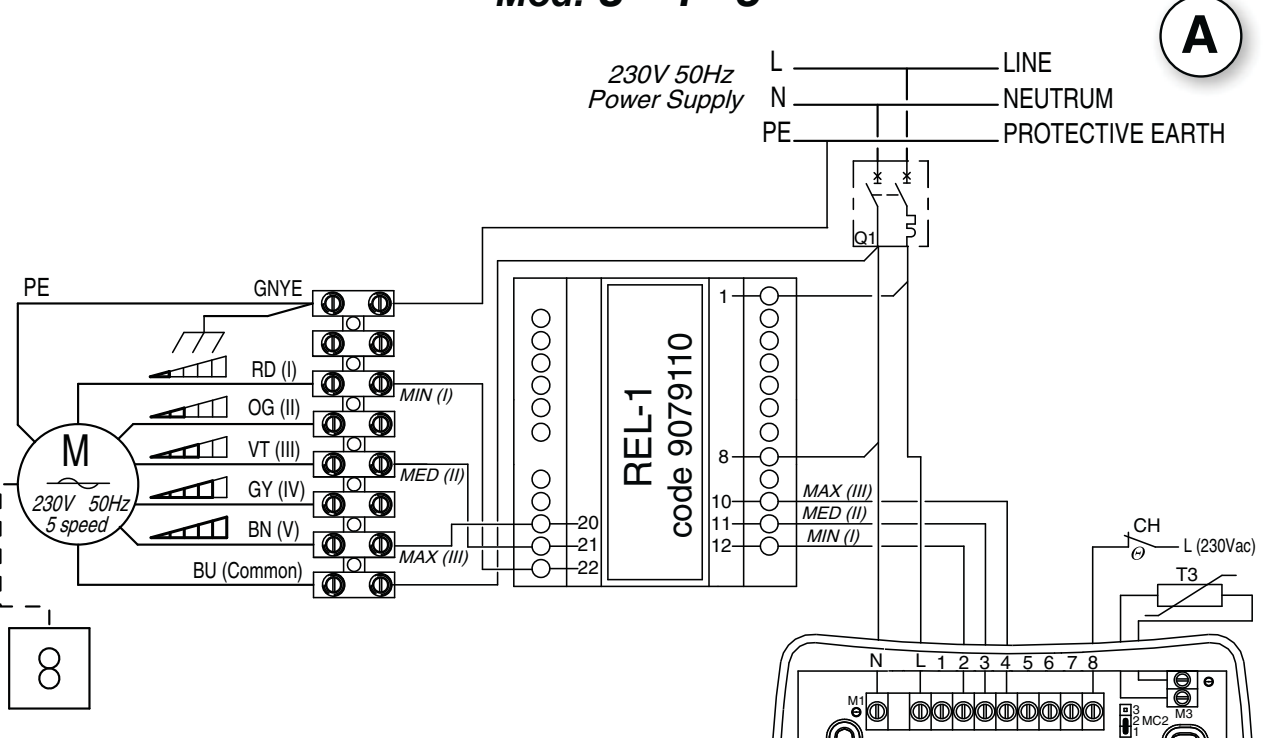 A
230V 50Hz
Power Supply
L
LINE
N
NEUTRUM
PE
PROTECTIVE EARTH
Q1
PE
GNYE
RD (I)
OG (II)
VT (III)
GY (IV)
BN (V)
BU (Common)
M
230V 50Hz
5 speed
8
MIN (I)
MED (II)
MAX (III)
REL-1
code 9079110
20
21
22
1
8
10
11
12
MAX (III)
MED (II)
MIN (I)
CH
L (230Vac)
T3
N L 1 2 3 4 5 6 7 8
M1
3
2
1
MC2
M3